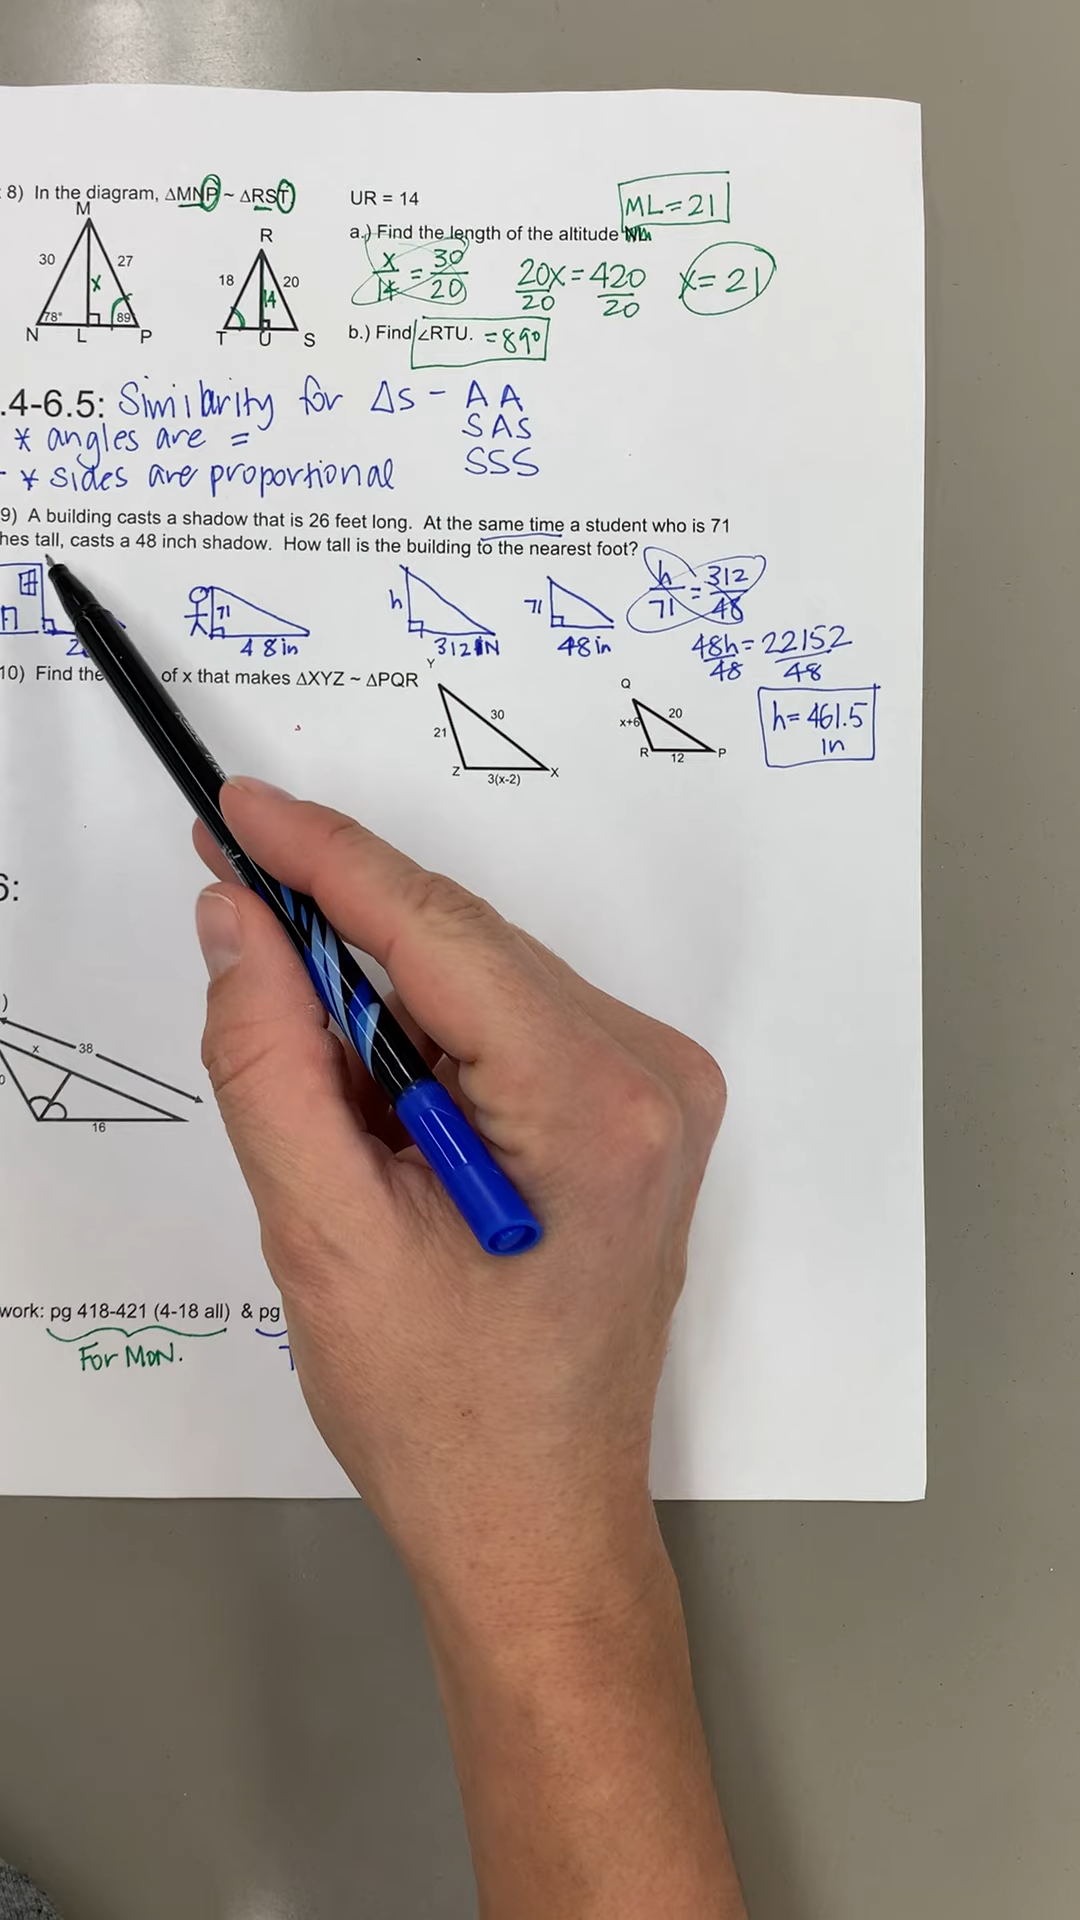 8) In the diagram, ΔMNP ~ ΔRST
UR = 14
ML=21
a.) Find the length of the altitude
M
30
27
x
78°
89
N
L
P
R
18
20
14
T
U
S
x/14 = 30/20
20x = 420
20 20
x = 21
b.) Find ∠RTU. = 89°
.4-6.5: Similarity for Δs - AA
* angles are =
SAS
* sides are proportional
SSS
9) A building casts a shadow that is 26 feet long. At the same time a student who is 71
hes tall, casts a 48 inch shadow. How tall is the building to the nearest foot?
71
48in
h
312IN
71
48in
h/71 = 312/48
48h = 22152
48 48
h = 461.5
in
10) Find the of x that makes ΔXYZ ~ ΔPQR
Y
30
21
Z
3(x-2)
X
Q
x+6
20
R
12
P
6:
)
x
38
16
work: pg 418-421 (4-18 all) & pg
For Mon.